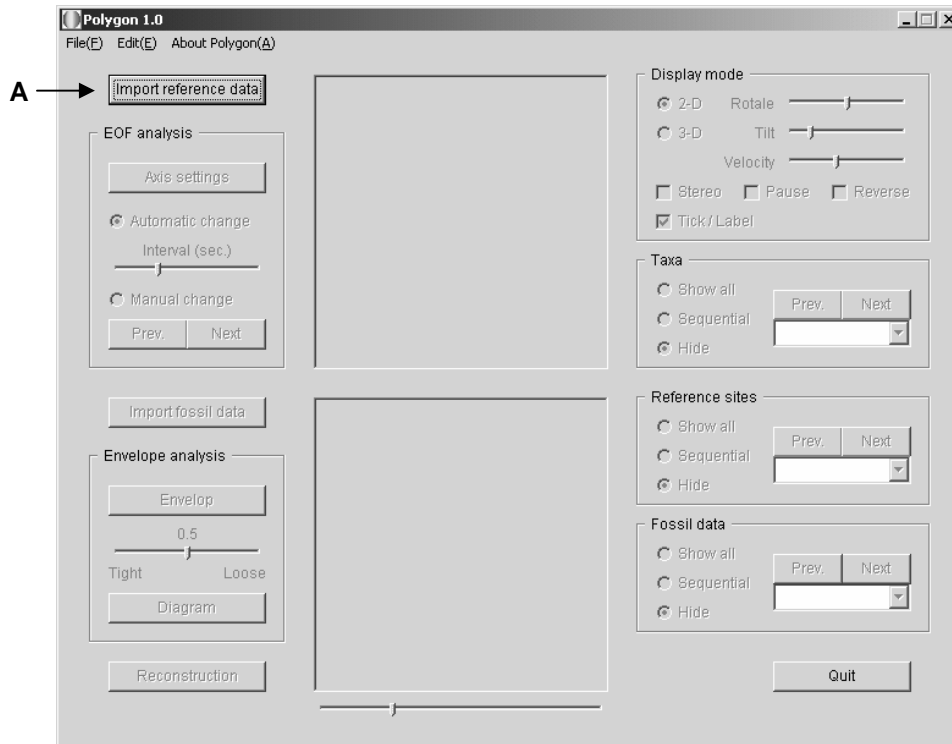 Polygon 1.0
File(F) Edit(E) About Polygon(A)
A
Import reference data
EOF analysis
Axis settings
Automatic change
Interval (sec.)
Manual change
Prev. Next
Import fossil data
Envelope analysis
Envelop
0.5
Tight Loose
Diagram
Reconstruction
Display mode
2-D Rotale
3-D Tilt
Velocity
Stereo Pause Reverse
Tick / Label
Taxa
Show all
Prev. Next
Sequential
Hide
Reference sites
Show all
Prev. Next
Sequential
Hide
Fossil data
Show all
Prev. Next
Sequential
Hide
Quit